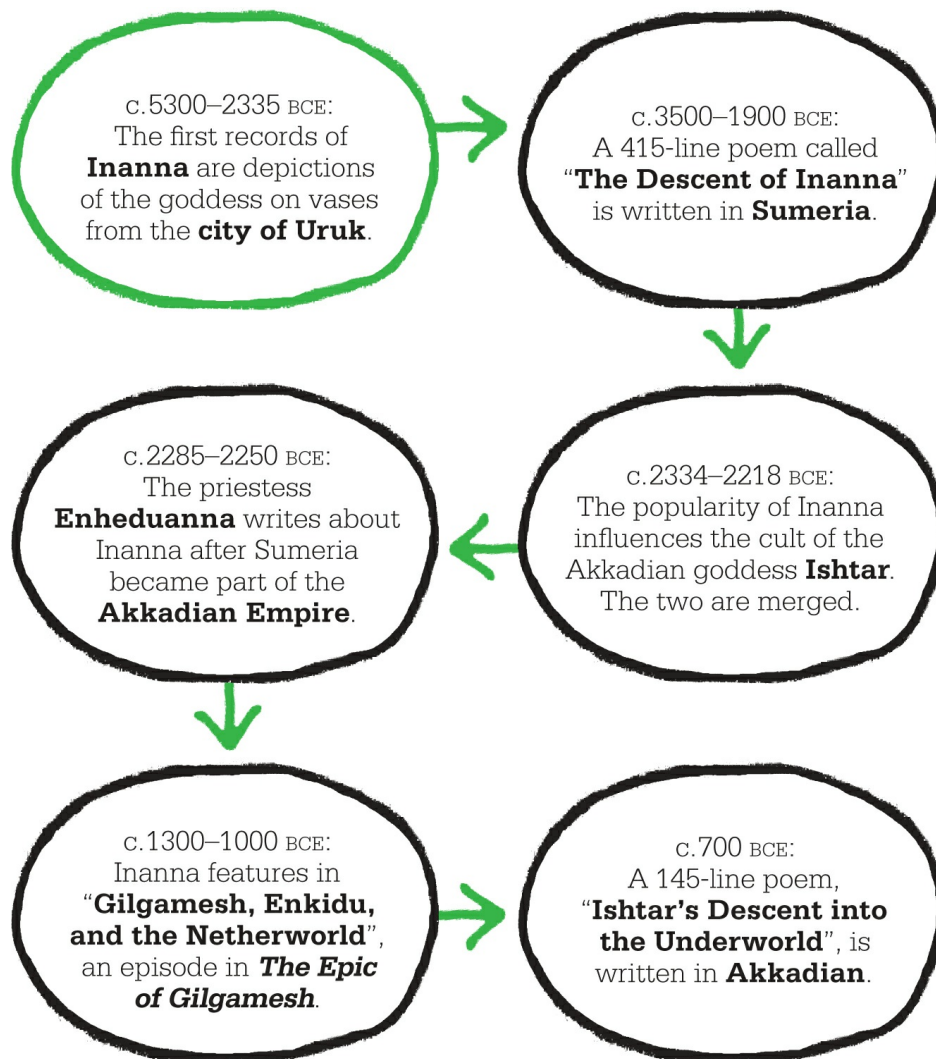 c.5300–2335 BCE:
The first records of
Inanna are depictions
of the goddess on vases
from the city of Uruk.
c.3500–1900 BCE:
A 415-line poem called
“The Descent of Inanna”
is written in Sumeria.
c.2334–2218 BCE:
The popularity of Inanna
influences the cult of the
Akkadian goddess Ishtar.
The two are merged.
c.2285–2250 BCE:
The priestess
Enheduanna writes about
Inanna after Sumeria
became part of the
Akkadian Empire.
c.1300–1000 BCE:
Inanna features in
“Gilgamesh, Enkidu,
and the Netherworld”,
an episode in The Epic
of Gilgamesh.
c.700 BCE:
A 145-line poem,
“Ishtar’s Descent into
the Underworld”, is
written in Akkadian.